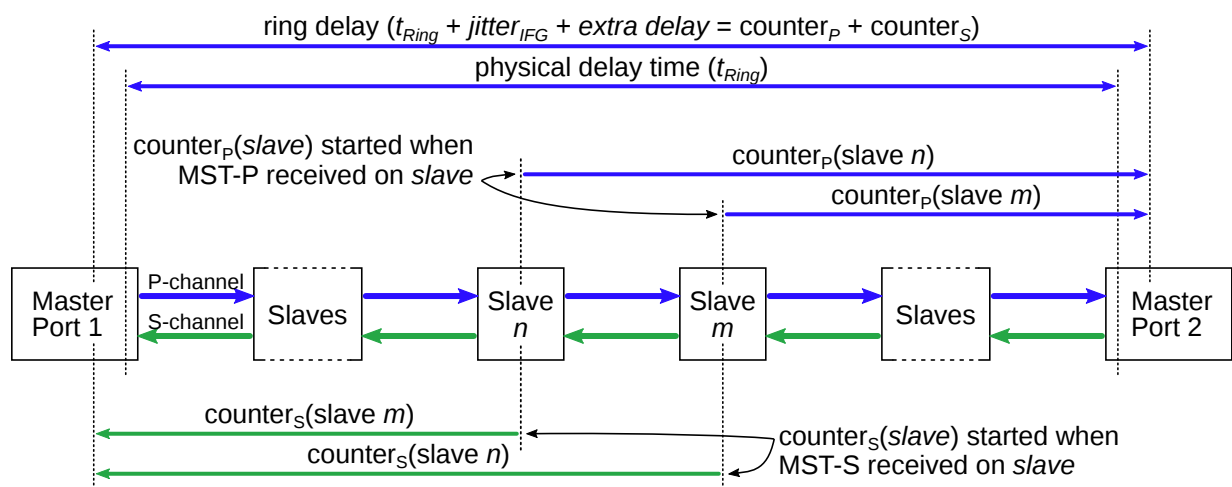 ring delay (tRing + jitterIFG + extra delay = counterP + counterS)
physical delay time (tRing)
counterP(slave) started when
MST-P received on slave
counterP(slave n)
counterP(slave m)
Master
Port 1
P-channel
S-channel
Slaves
Slave
n
Slave
m
Slaves
Master
Port 2
counterS(slave m)
counterS(slave n)
counterS(slave) started when
MST-S received on slave